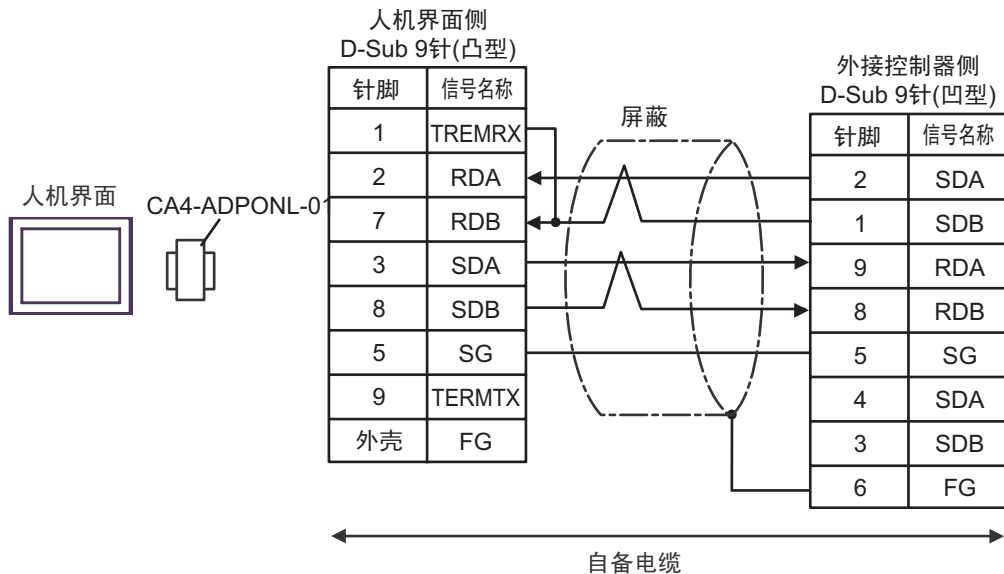 人机界面侧
D-Sub 9针(凸型)
外接控制器侧
D-Sub 9针(凹型)
人机界面
CA4-ADPONL-01
屏蔽
针脚 信号名称
1 TREMRX
2 RDA
7 RDB
3 SDA
8 SDB
5 SG
9 TERMTX
外壳 FG
针脚 信号名称
2 SDA
1 SDB
9 RDA
8 RDB
5 SG
4 SDA
3 SDB
6 FG
自备电缆